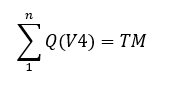 n
∑ Q(V4) = TM
1